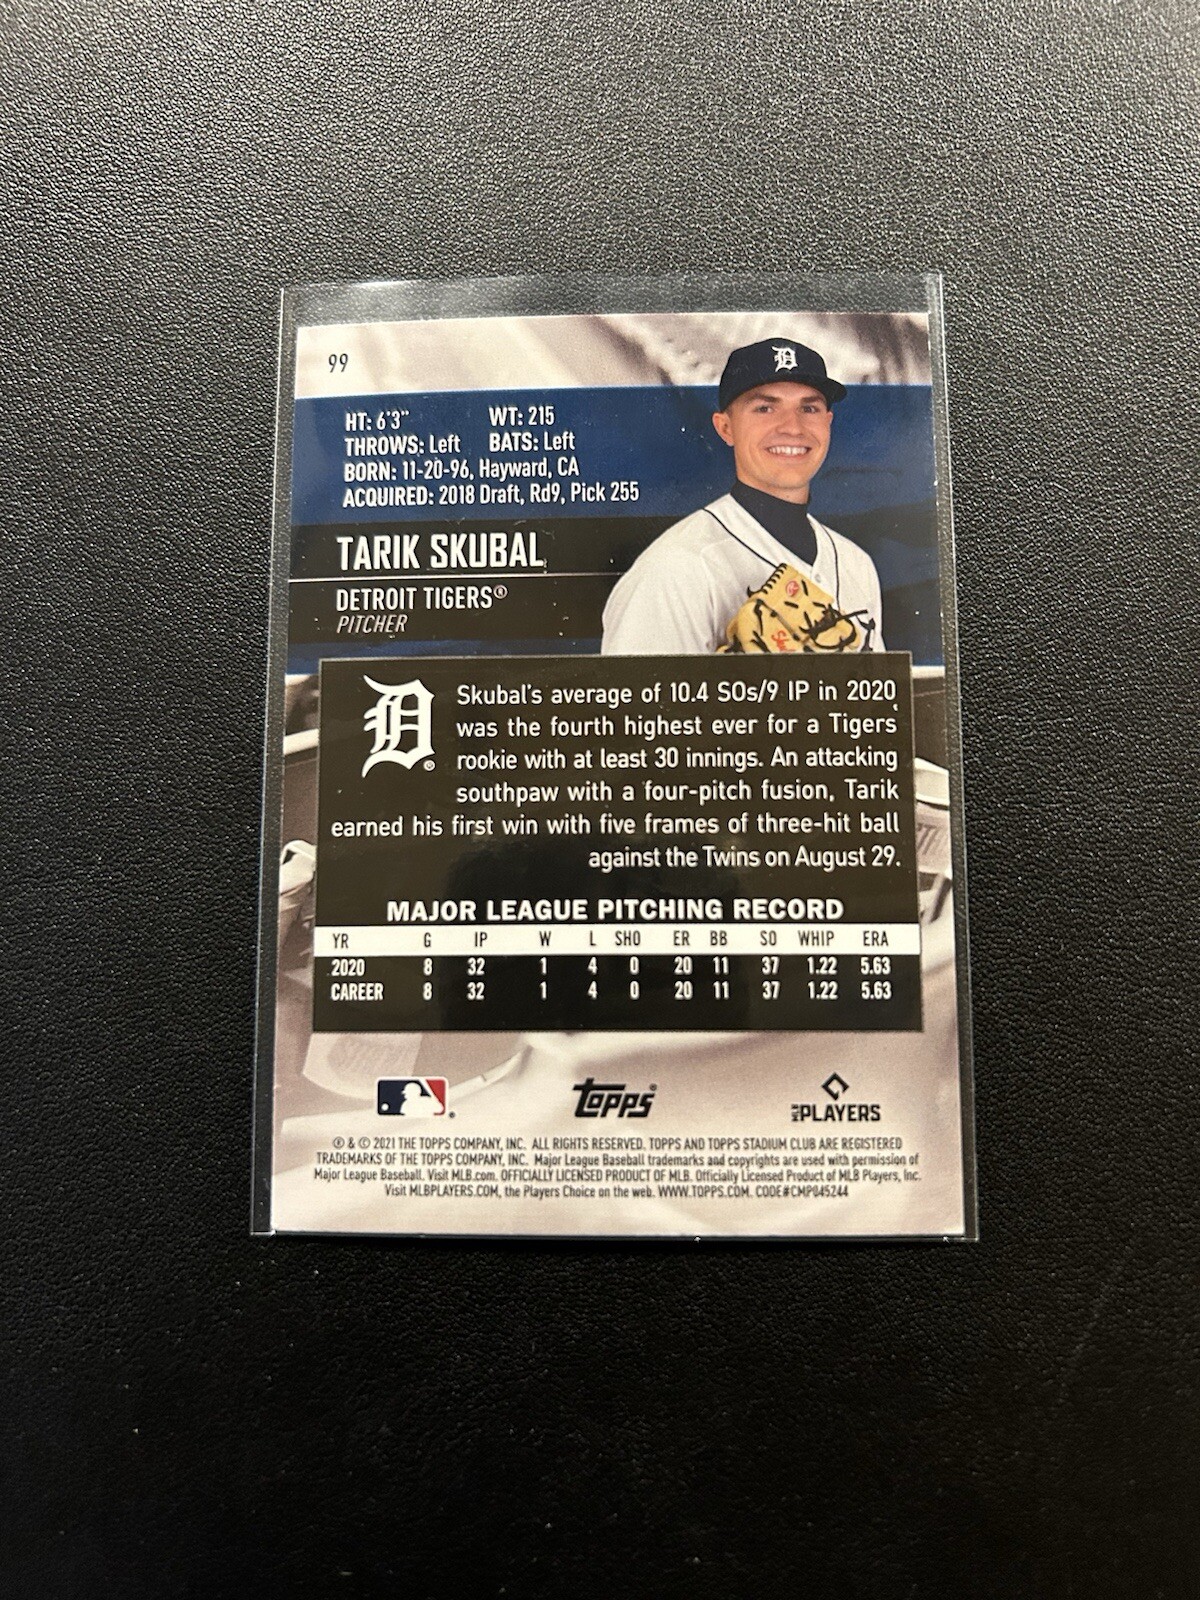 99
HT: 6'3" WT: 215
THROWS: Left BATS: Left
BORN: 11-20-96, Hayward, CA
ACQUIRED: 2018 Draft, Rd9, Pick 255
TARIK SKUBAL
DETROIT TIGERS®
PITCHER
D
D®
Skubal's average of 10.4 SOs/9 IP in 2020
was the fourth highest ever for a Tigers
rookie with at least 30 innings. An attacking
southpaw with a four-pitch fusion, Tarik
earned his first win with five frames of three-hit ball
against the Twins on August 29.
MAJOR LEAGUE PITCHING RECORD
YR G IP W L SHO ER BB SO WHIP ERA
2020 8 32 1 4 0 20 11 37 1.22 5.63
CAREER 8 32 1 4 0 20 11 37 1.22 5.63
topps®
MLB PLAYERS
® & © 2021 THE TOPPS COMPANY, INC. ALL RIGHTS RESERVED. TOPPS AND TOPPS STADIUM CLUB ARE REGISTERED
TRADEMARKS OF THE TOPPS COMPANY, INC. Major League Baseball trademarks and copyrights are used with permission of
Major League Baseball. Visit MLB.com. OFFICIALLY LICENSED PRODUCT OF MLB. Officially Licensed Product of MLB Players, Inc.
Visit MLBPLAYERS.COM, the Players Choice on the web. WWW.TOPPS.COM. CODE#CMP045244